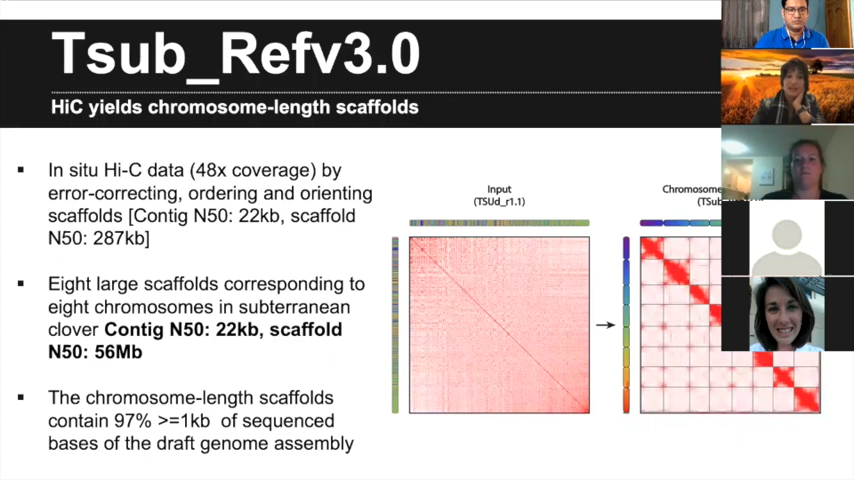 Tsub_Refv3.0
HiC yields chromosome-length scaffolds
▪ In situ Hi-C data (48x coverage) by
error-correcting, ordering and orienting
scaffolds [Contig N50: 22kb, scaffold
N50: 287kb]
▪ Eight large scaffolds corresponding to
eight chromosomes in subterranean
clover Contig N50: 22kb, scaffold
N50: 56Mb
▪ The chromosome-length scaffolds
contain 97% >=1kb of sequenced
bases of the draft genome assembly
Input
(TSUd_r1.1)
Chromosome
(TSub